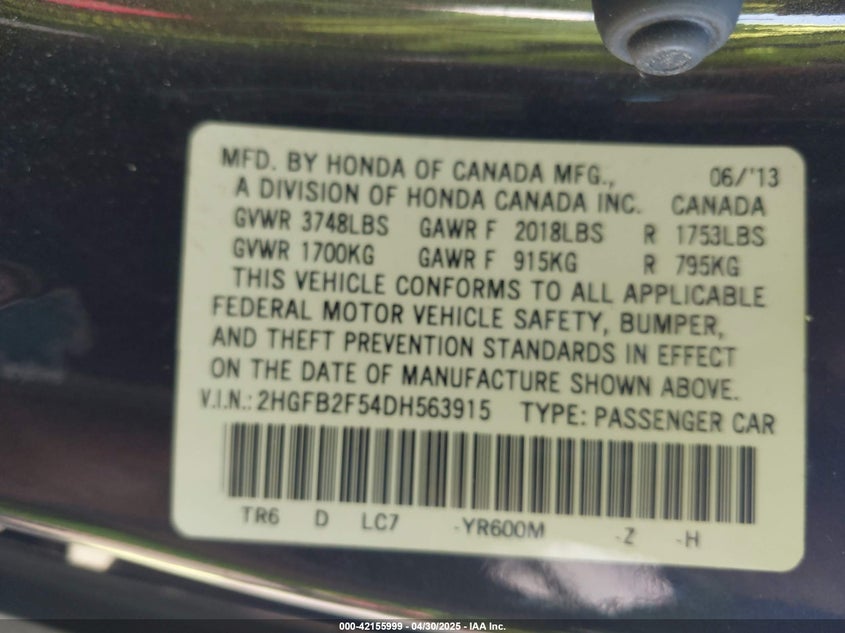 MFD. BY HONDA OF CANADA MFG., 06/'13
A DIVISION OF HONDA CANADA INC. CANADA
GVWR 3748LBS GAWR F 2018LBS R 1753LBS
GVWR 1700KG GAWR F 915KG R 795KG
THIS VEHICLE CONFORMS TO ALL APPLICABLE
FEDERAL MOTOR VEHICLE SAFETY, BUMPER,
AND THEFT PREVENTION STANDARDS IN EFFECT
ON THE DATE OF MANUFACTURE SHOWN ABOVE.
V.I.N.: 2HGFB2F54DH563915 TYPE: PASSENGER CAR
TR6 D LC7 -YR600M -Z -H
000-42155999 - 04/30/2025 - IAA Inc.